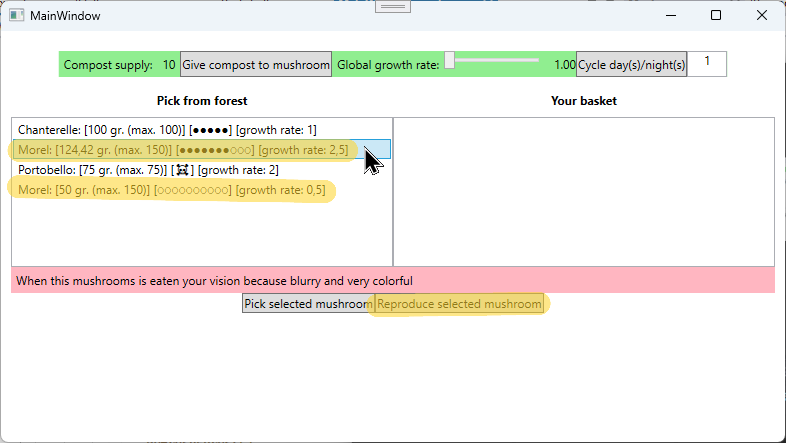 MainWindow
Compost supply: 10 Give compost to mushroom Global growth rate: 1.00 Cycle day(s)/night(s) 1
Pick from forest Your basket
Chanterelle: [100 gr. (max. 100)] [●●●●●] [growth rate: 1]
Morel: [124,42 gr. (max. 150)] [●●●●●●●○○○] [growth rate: 2,5]
Portobello: [75 gr. (max. 75)] [☠] [growth rate: 2]
Morel: [50 gr. (max. 150)] [○○○○○○○○○○] [growth rate: 0,5]
When this mushrooms is eaten your vision because blurry and very colorful
Pick selected mushroom Reproduce selected mushroom